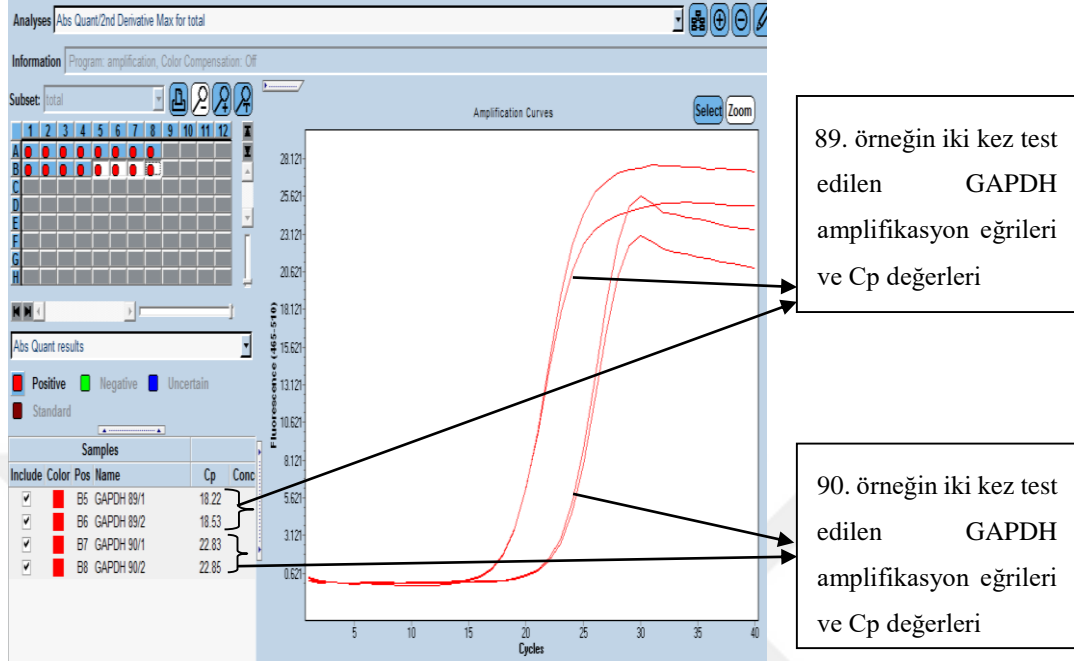 Analyses Abs Quant/2nd Derivative Max for total
Information Program: amplification, Color Compensation: Off
Subset: total
1 2 3 4 5 6 7 8 9 10 11 12
A
B
C
D
E
F
G
H
Abs Quant results
Positive Negative Uncertain
Standard
Samples
Include Color Pos Name Cp Conc
B5 GAPDH 89/1 18.22
B6 GAPDH 89/2 18.53
B7 GAPDH 90/1 22.83
B8 GAPDH 90/2 22.85
Amplification Curves
Select Zoom
Fluorescence (465-510)
28.121
25.621
23.121
20.621
18.121
15.621
13.121
10.621
8.121
5.621
3.121
0.621
5 10 15 20 25 30 35 40
Cycles
89. örneğin iki kez test
edilen GAPDH
amplifikasyon eğrileri
ve Cp değerleri
90. örneğin iki kez test
edilen GAPDH
amplifikasyon eğrileri
ve Cp değerleri